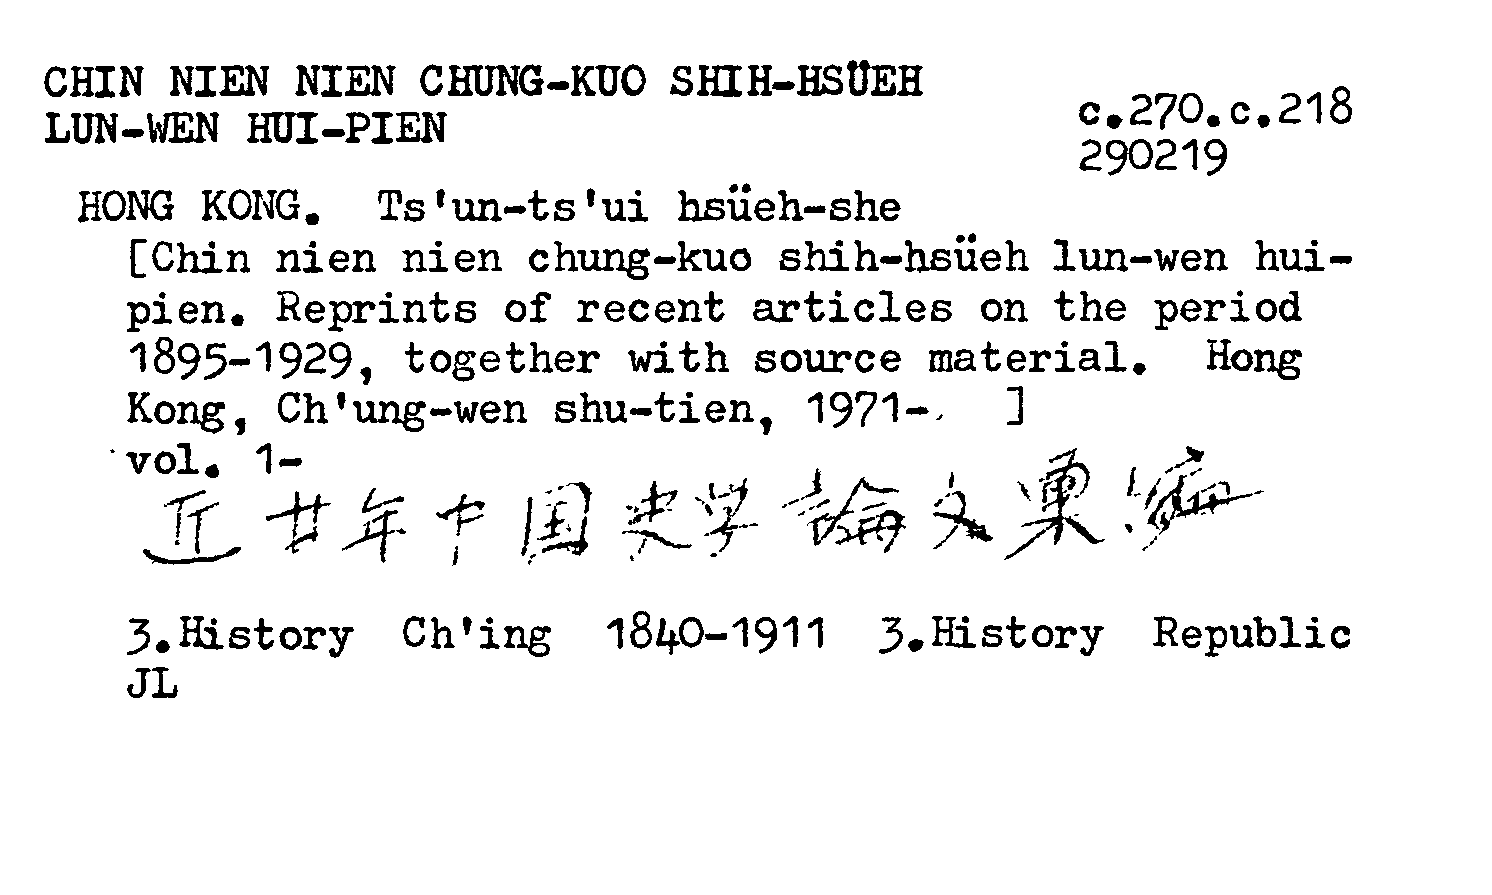 CHIN NIEN NIEN CHUNG-KUO SHIH-HSÜEH
LUN-WEN HUI-PIEN
c.270.c.218
290219
HONG KONG. Ts'un-ts'ui hsüeh-she
[Chin nien nien chung-kuo shih-hsüeh lun-wen hui-
pien. Reprints of recent articles on the period
1895-1929, together with source material. Hong
Kong, Ch'ung-wen shu-tien, 1971- ]
vol. 1-
近廿年中国史学論文彙編
3.History Ch'ing 1840-1911 3.History Republic
JL